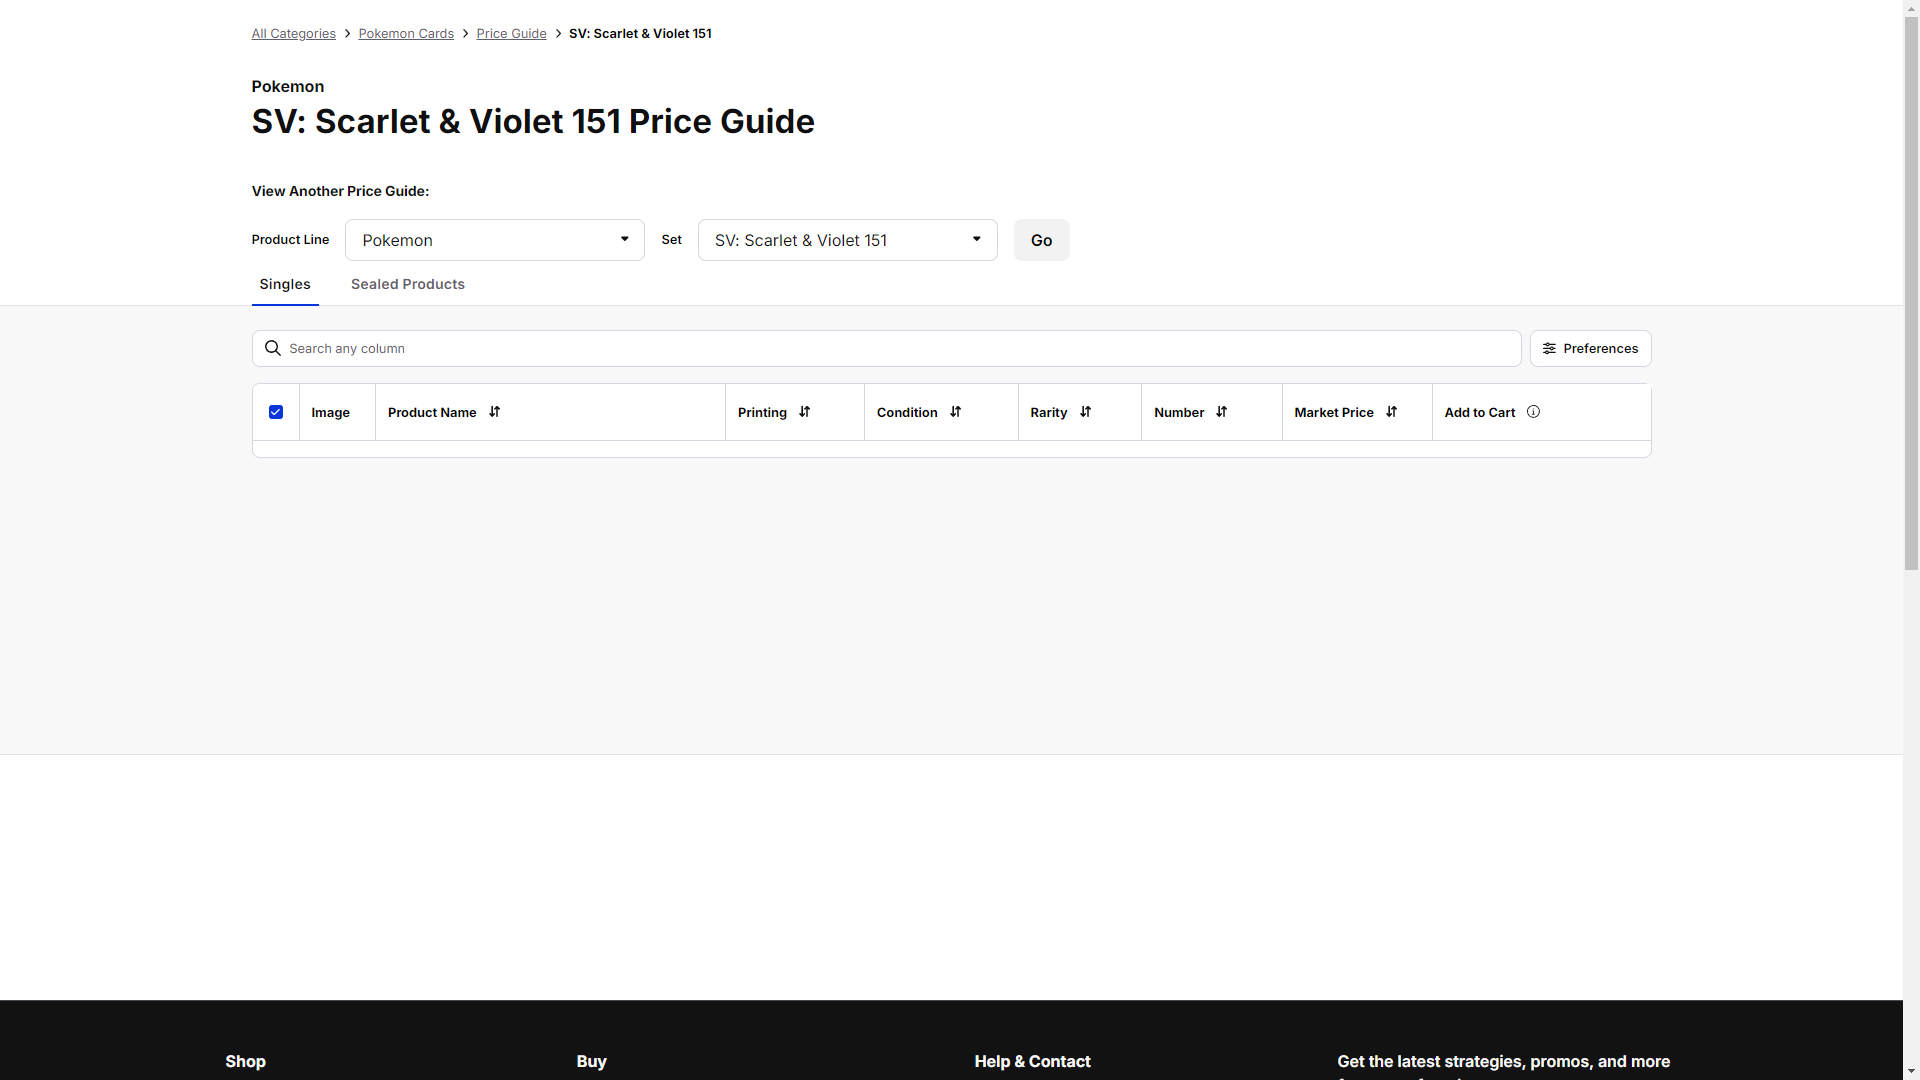 All Categories > Pokemon Cards > Price Guide > SV: Scarlet & Violet 151
Pokemon
SV: Scarlet & Violet 151 Price Guide
View Another Price Guide:
Product Line Pokemon Set SV: Scarlet & Violet 151 Go
Singles Sealed Products
Search any column Preferences
Image Product Name Printing Condition Rarity Number Market Price Add to Cart
Shop Buy Help & Contact Get the latest strategies, promos, and more